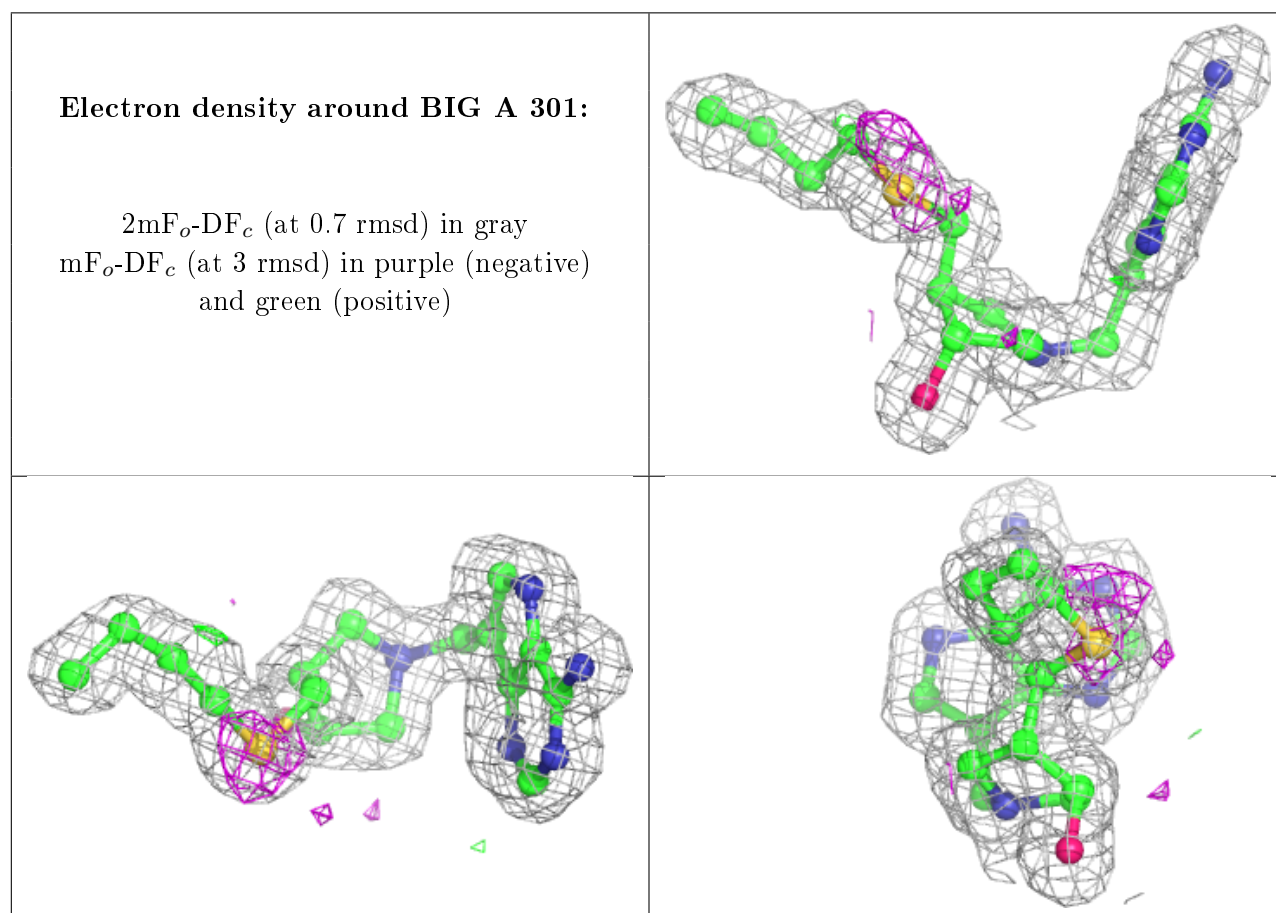 Electron density around BIG A 301:
2mFo-DFc (at 0.7 rmsd) in gray
mFo-DFc (at 3 rmsd) in purple (negative)
and green (positive)